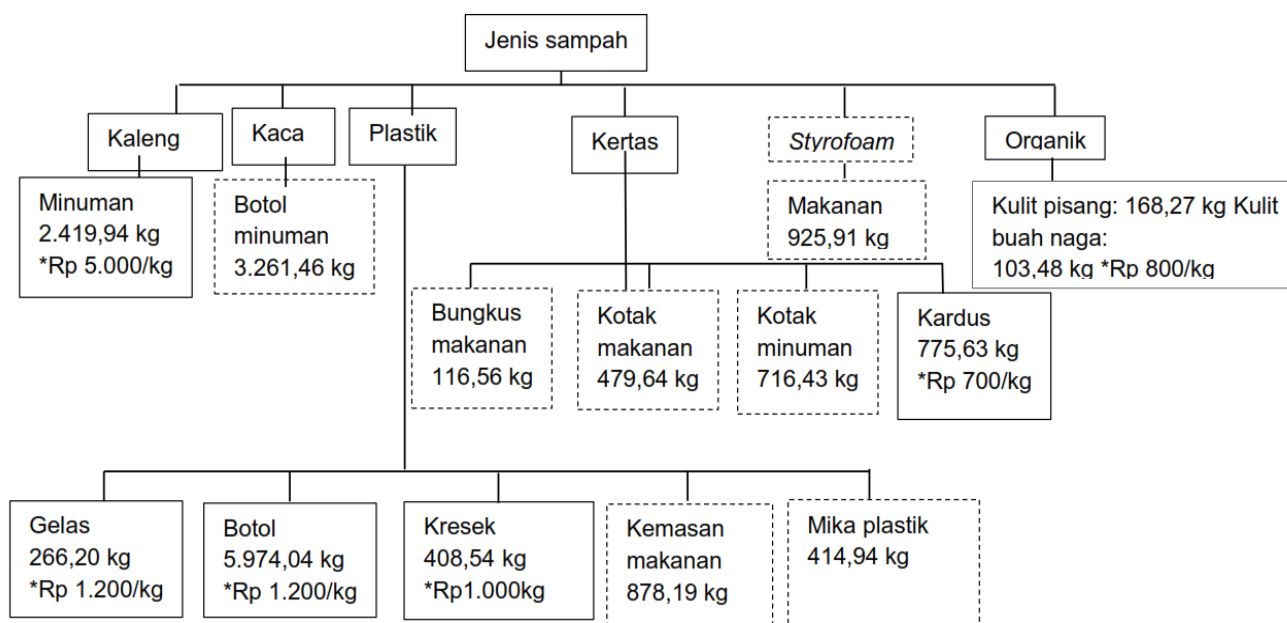 Jenis sampah
Kaleng
Kaca
Plastik
Kertas
Styrofoam
Organik
Minuman
2.419,94 kg
*Rp 5.000/kg
Botol
minuman
3.261,46 kg
Makanan
925,91 kg
Kulit pisang: 168,27 kg Kulit
buah naga:
103,48 kg *Rp 800/kg
Bungkus
makanan
116,56 kg
Kotak
makanan
479,64 kg
Kotak
minuman
716,43 kg
Kardus
775,63 kg
*Rp 700/kg
Gelas
266,20 kg
*Rp 1.200/kg
Botol
5.974,04 kg
*Rp 1.200/kg
Kresek
408,54 kg
*Rp1.000kg
Kemasan
makanan
878,19 kg
Mika plastik
414,94 kg